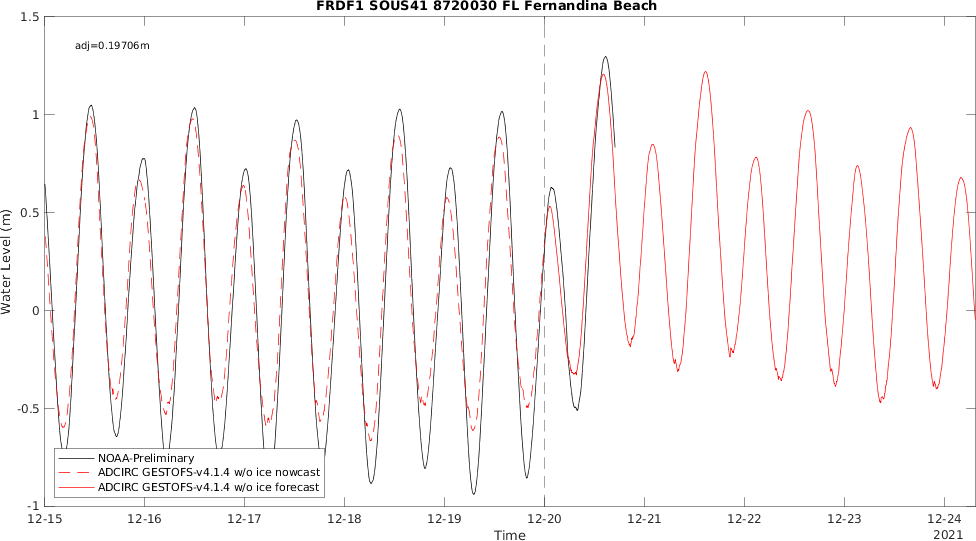 FRDF1 SOUS41 8720030 FL Fernandina Beach
adj=0.19706m
Water Level (m)
1.5
1
0.5
0
-0.5
-1
NOAA-Preliminary
ADCIRC GESTOFS-v4.1.4 w/o ice nowcast
ADCIRC GESTOFS-v4.1.4 w/o ice forecast
12-15 12-16 12-17 12-18 12-19 12-20 12-21 12-22 12-23 12-24
2021
Time